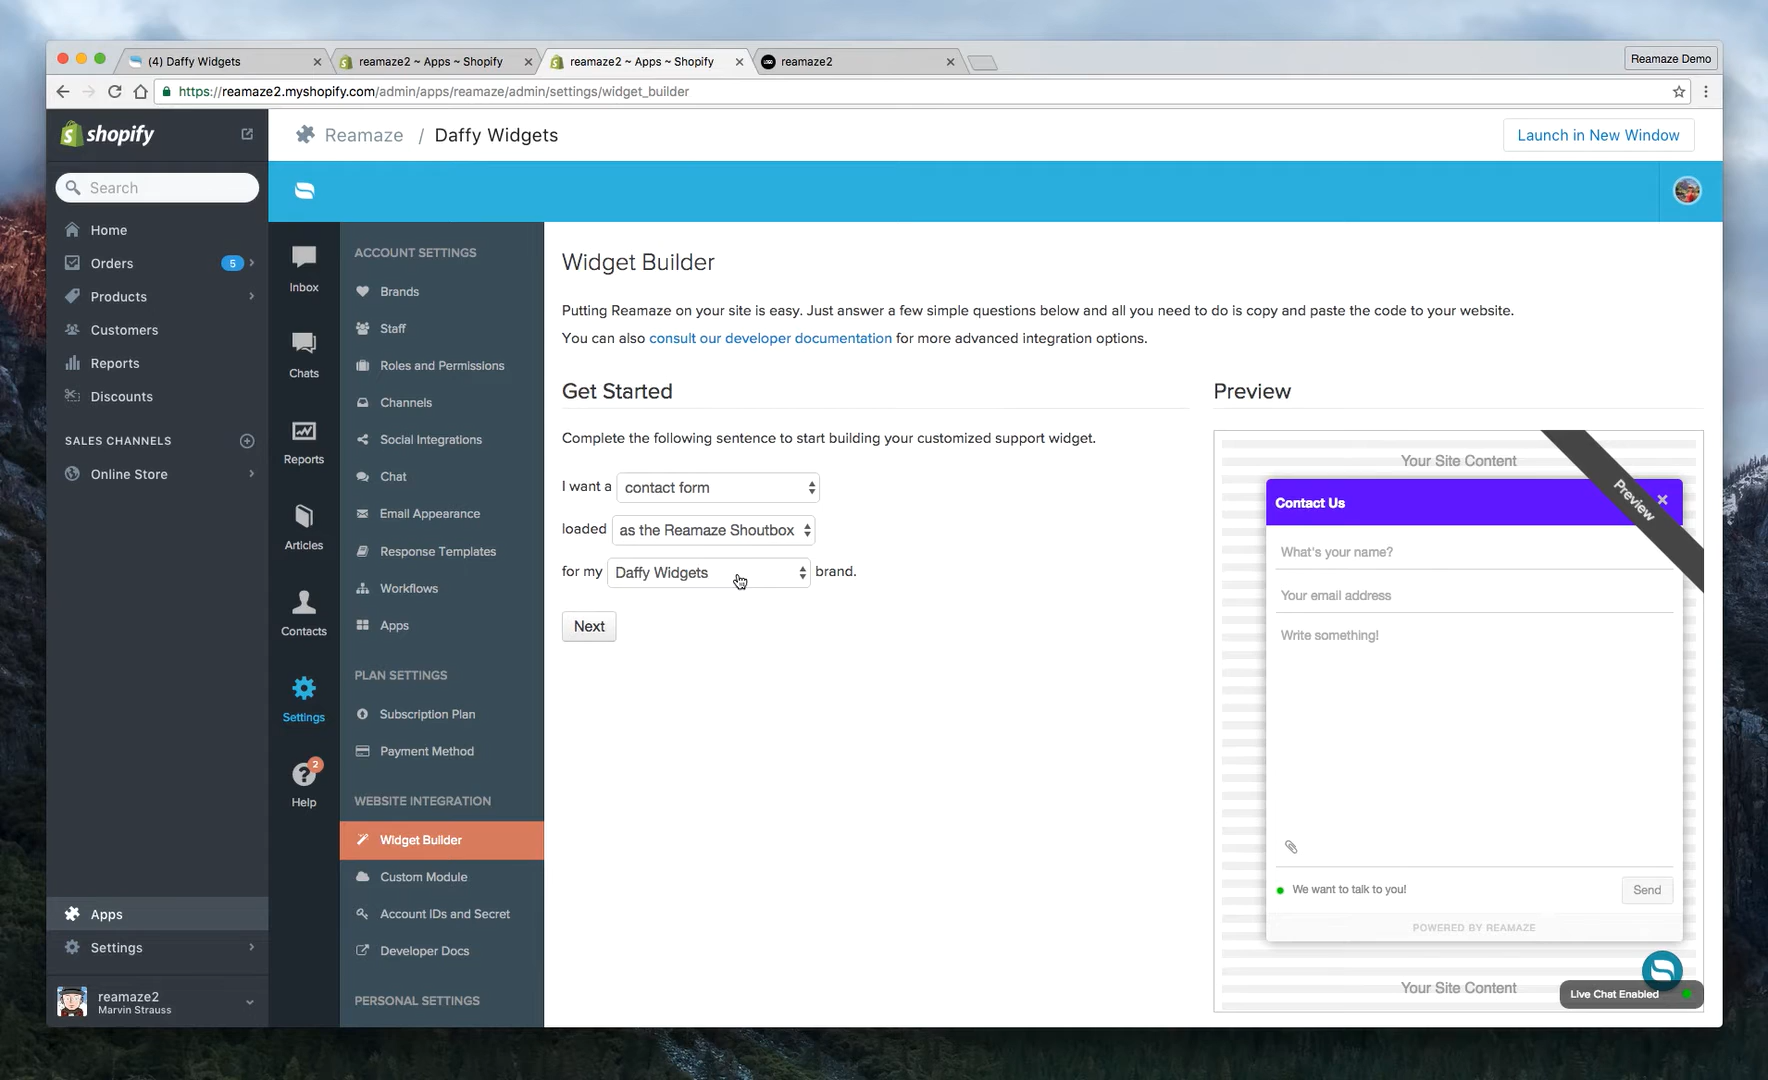 (4) Daffy Widgets
reamaze2 ~ Apps ~ Shopify
reamaze2 ~ Apps ~ Shopify
reamaze2
Reamaze Demo
https://reamaze2.myshopify.com/admin/apps/reamaze/admin/settings/widget_builder
shopify
Reamaze / Daffy Widgets
Launch in New Window
Search
Home
Orders 5
Products
Customers
Reports
Discounts
SALES CHANNELS
Online Store
Apps
Settings
reamaze2
Marvin Strauss
Inbox
Chats
Reports
Articles
Contacts
Settings
2
Help
ACCOUNT SETTINGS
Brands
Staff
Roles and Permissions
Channels
Social Integrations
Chat
Email Appearance
Response Templates
Workflows
Apps
PLAN SETTINGS
Subscription Plan
Payment Method
WEBSITE INTEGRATION
Widget Builder
Custom Module
Account IDs and Secret
Developer Docs
PERSONAL SETTINGS
Widget Builder
Putting Reamaze on your site is easy. Just answer a few simple questions below and all you need to do is copy and paste the code to your website.
You can also consult our developer documentation for more advanced integration options.
Get Started
Complete the following sentence to start building your customized support widget.
I want a contact form
loaded as the Reamaze Shoutbox
for my Daffy Widgets brand.
Next
Preview
Your Site Content
Preview
Contact Us
What's your name?
Your email address
Write something!
We want to talk to you!
Send
POWERED BY REAMAZE
Your Site Content
Live Chat Enabled